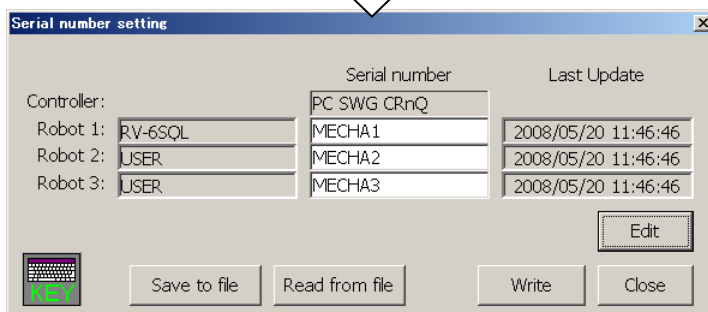 Serial number setting
Serial number Last Update
Controller: PC SWG CRnQ
Robot 1: RV-6SQL MECHA1 2008/05/20 11:46:46
Robot 2: USER MECHA2 2008/05/20 11:46:46
Robot 3: USER MECHA3 2008/05/20 11:46:46
Edit
KEY Save to file Read from file Write Close